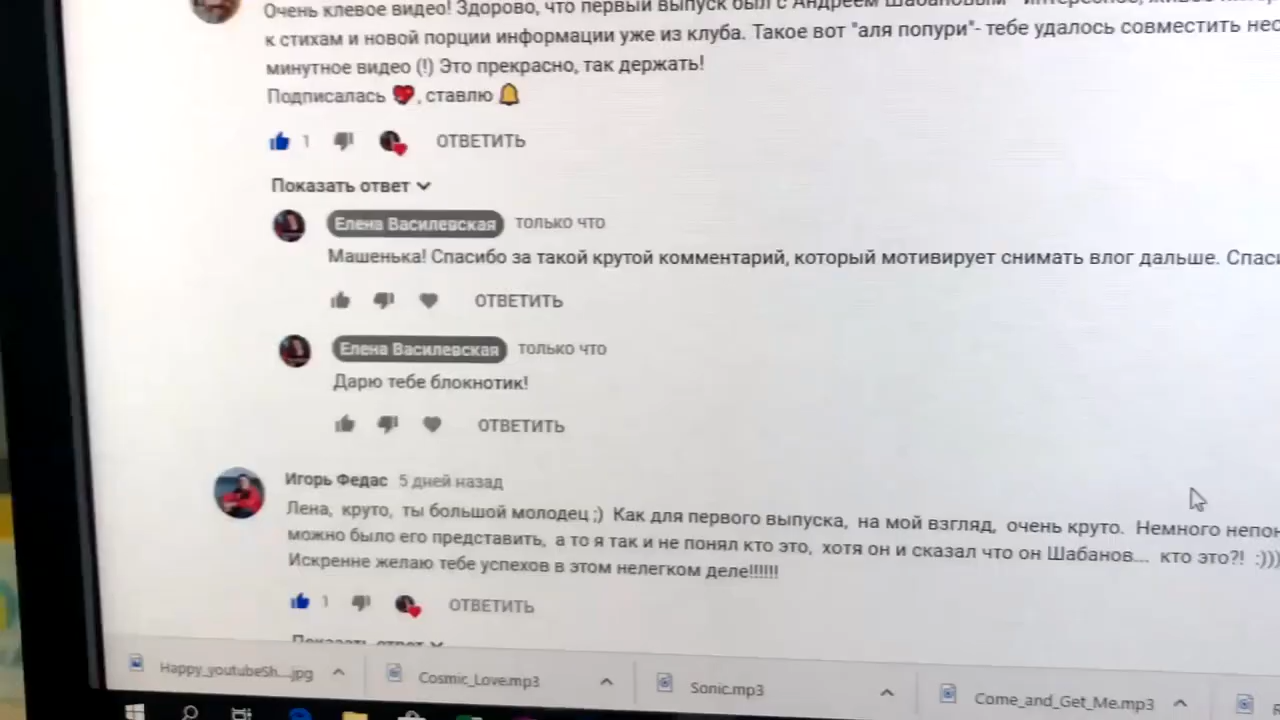 Очень клевое видео! Здорово, что первый выпуск был с Андреем Шабановым
к стихам и новой порции информации уже из клуба. Такое вот "аля попури"- тебе удалось совместить
минутное видео (!) Это прекрасно, так держать!
Подписалась ❤, ставлю 🔔
1 ОТВЕТИТЬ
Показать ответ
Елена Василевская только что
Машенька! Спасибо за такой крутой комментарий, который мотивирует снимать влог дальше.
ОТВЕТИТЬ
Елена Василевская только что
Дарю тебе блокнотик!
ОТВЕТИТЬ
Игорь Федас 5 дней назад
Лена, круто, ты большой молодец ;) Как для первого выпуска, на мой взгляд, очень круто. Немного
можно было его представить, а то я так и не понял кто это, хотя он и сказал что он Шабанов... кто это?! :)))
Искренне желаю тебе успехов в этом нелегком деле!!!!!!
1 ОТВЕТИТЬ
Показать ответ
Happy_youtubeSh....jpg Cosmic_Love.mp3 Sonic.mp3 Come_and_Get_Me.mp3